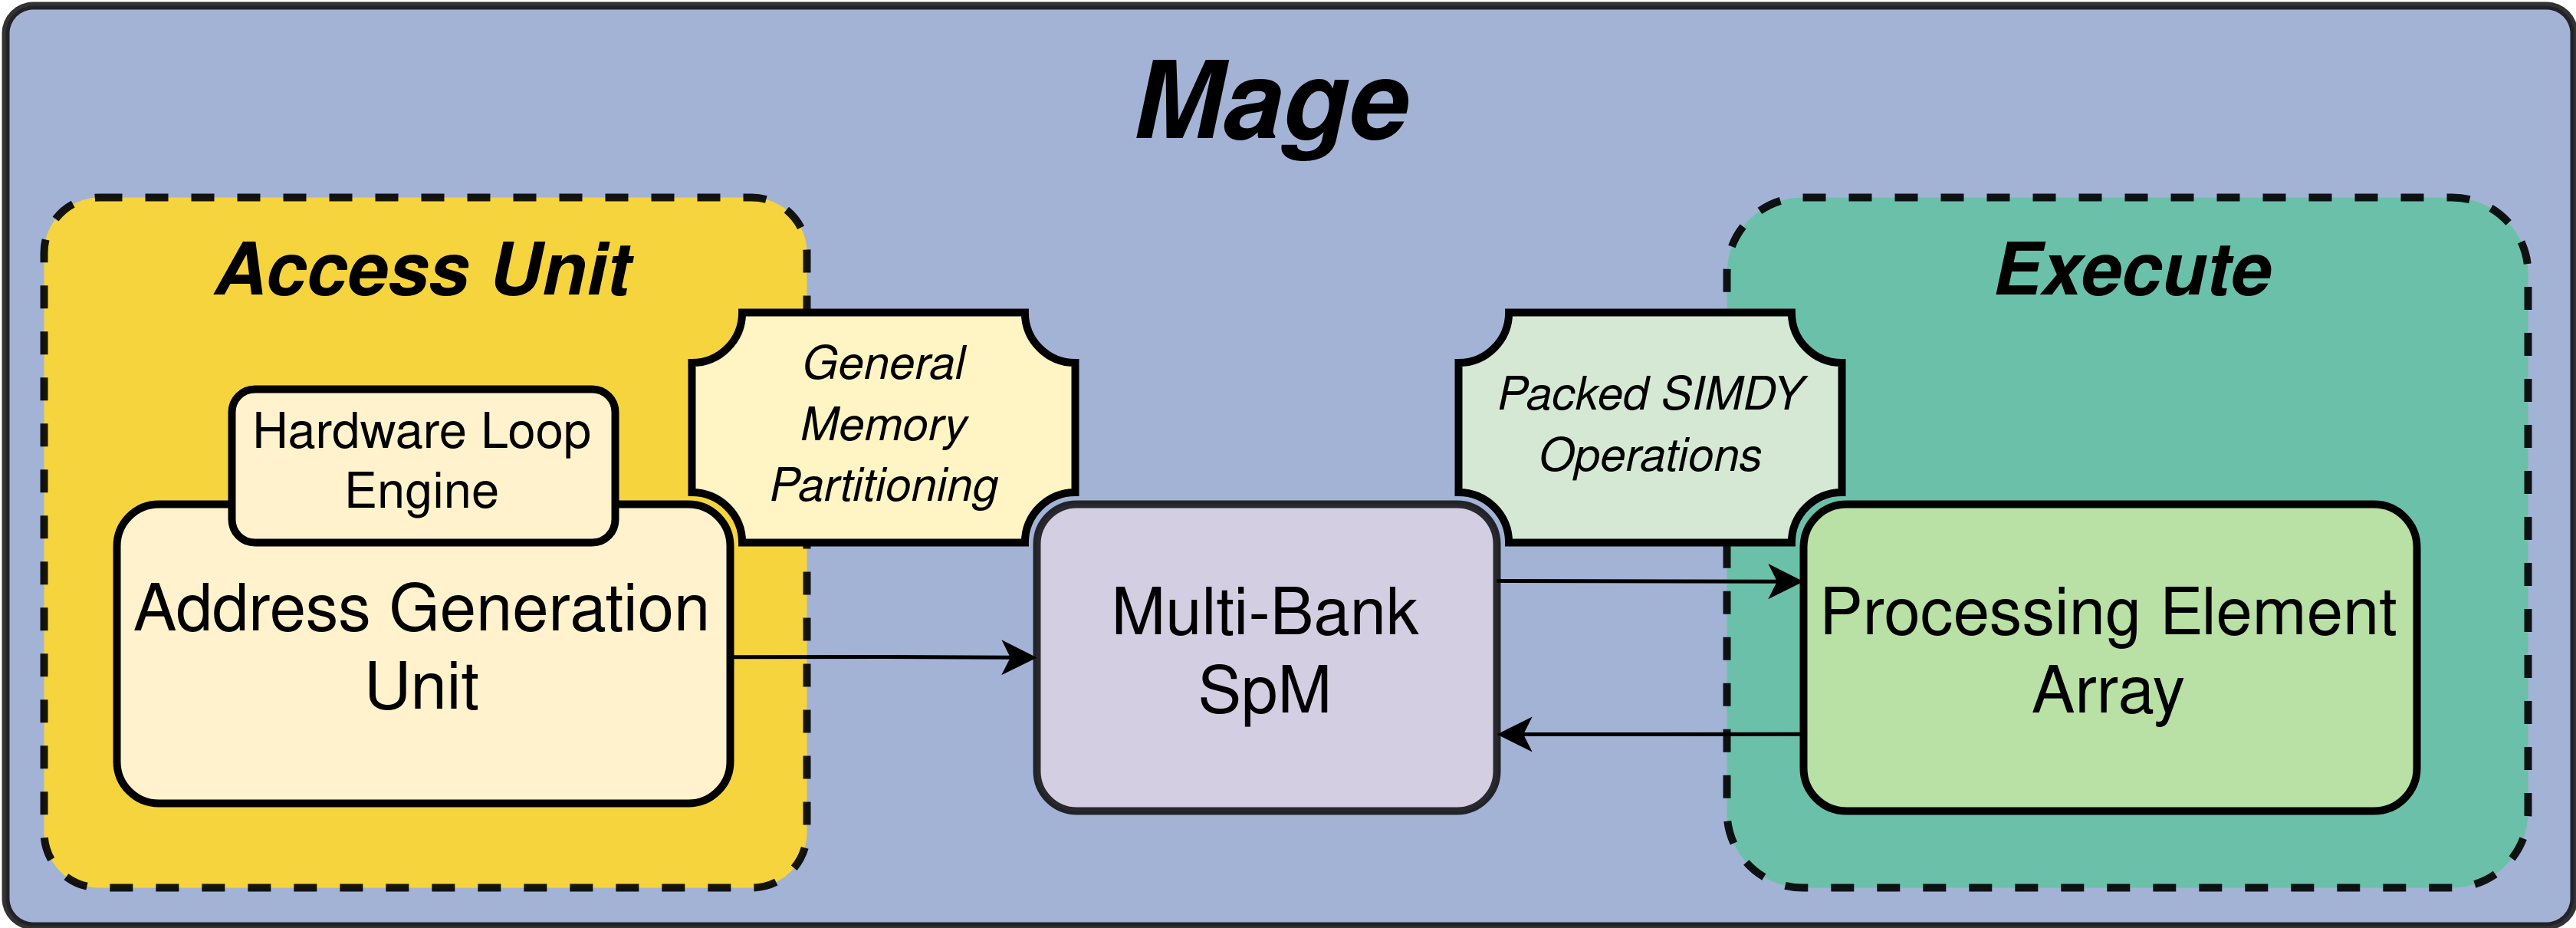 Mage
Access Unit
Hardware Loop
Engine
Address Generation
Unit
General
Memory
Partitioning
Multi-Bank
SpM
Packed SIMDY
Operations
Execute
Processing Element
Array